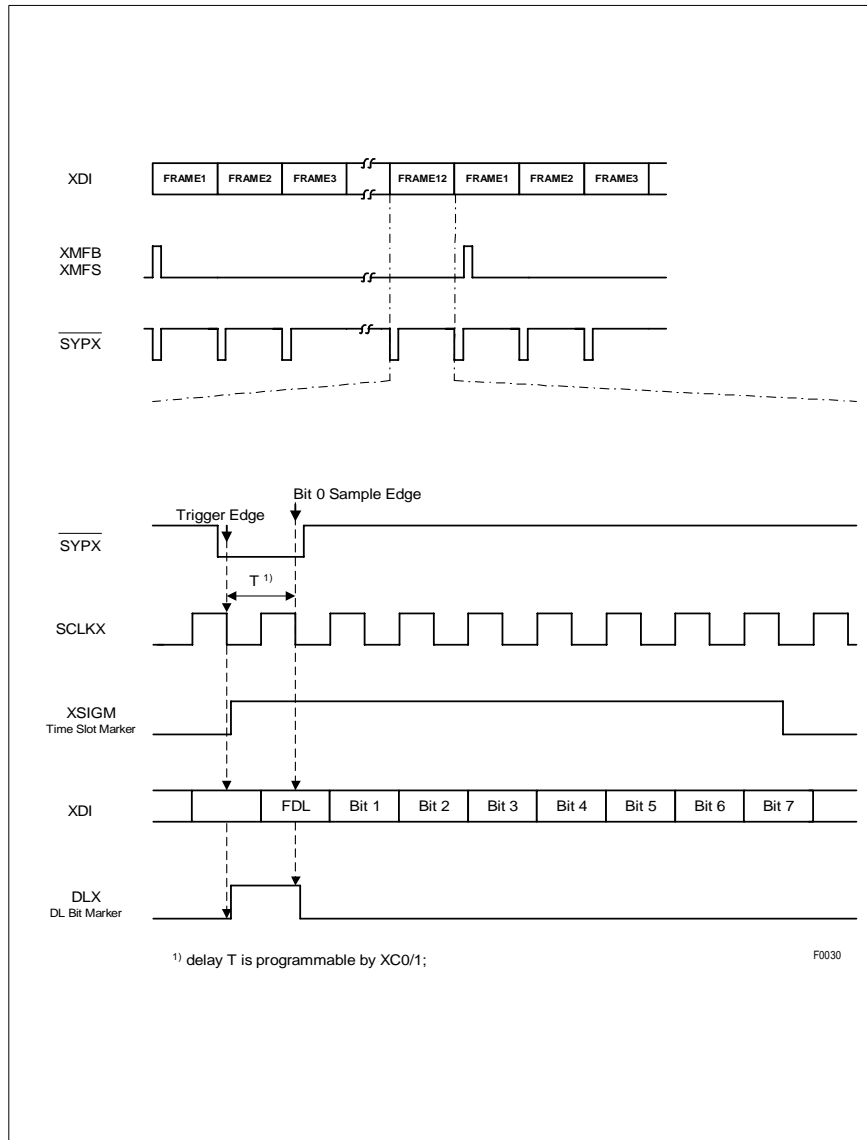 XDI FRAME1 FRAME2 FRAME3 FRAME12 FRAME1 FRAME2 FRAME3
XMFB
XMFS
SYPX
Bit 0 Sample Edge
Trigger Edge
SYPX
T 1)
SCLKX
XSIGM
Time Slot Marker
XDI FDL Bit 1 Bit 2 Bit 3 Bit 4 Bit 5 Bit 6 Bit 7
DLX
DL Bit Marker
1) delay T is programmable by XC0/1;
F0030